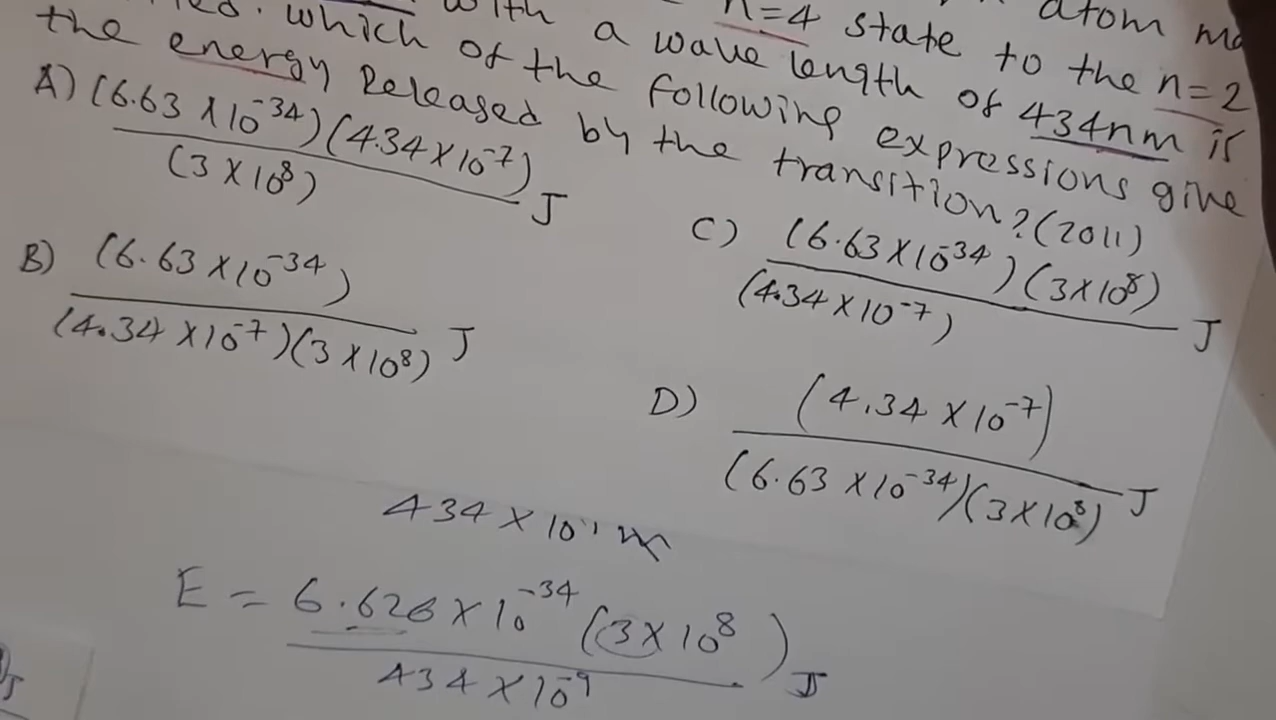 with a n=4 state to the n=2
which of the wave length of 434nm is
the energy Released by the following expressions give
the transition? (2011)
A) (6.63 X 10^-34) (4.34 X 10^-7)
(3 X 10^8) J
B) (6.63 X 10^-34)
(4.34 X 10^-7)(3 X 10^8) J
C) (6.63 X 10^-34) (3 X 10^8)
(4.34 X 10^-7) J
D) (4.34 X 10^-7)
(6.63 X 10^-34)(3 X 10^8) J
434 X 10
E = 6.626 X 10^-34 (3 X 10^8) J
434 X 10^-9